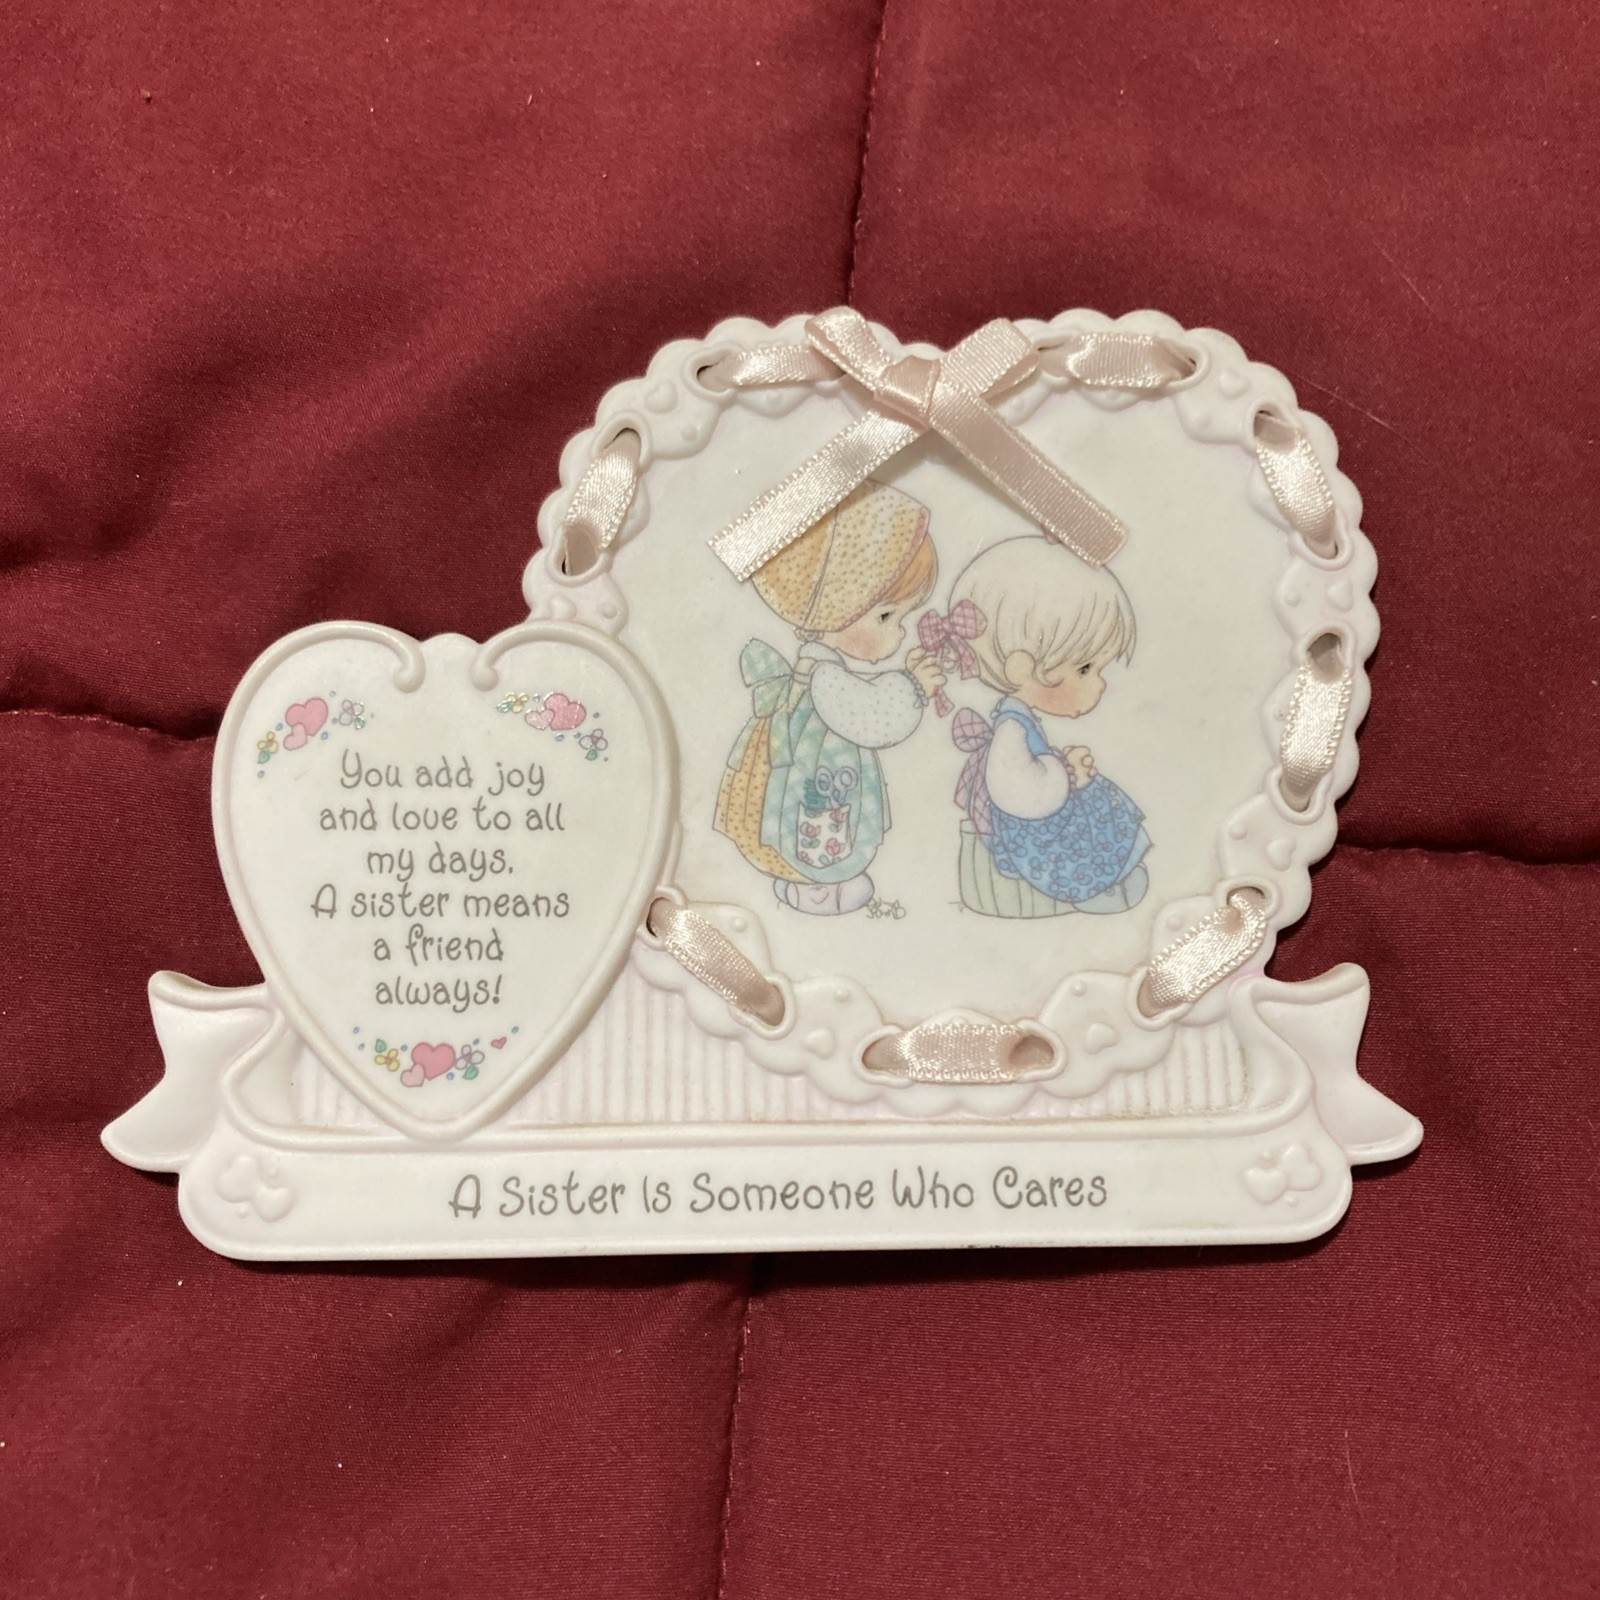 You add joy
and love to all
my days.
A sister means
a friend
always!
A Sister Is Someone Who Cares